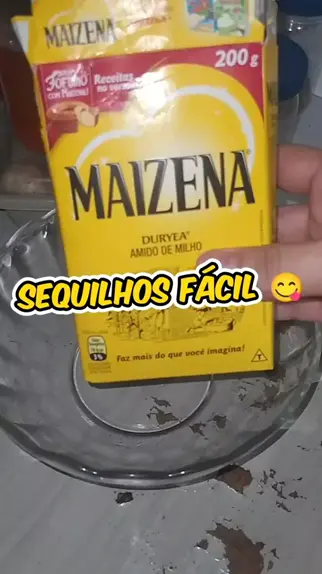 MAIZENA
200g
FOFURO
COM MAIZENA!
Receitas
no verso
MAIZENA®
DURYEA®
AMIDO DE MILHO
SEQUILHOS FÁCIL 😋
Faz mais do que você imagina!
T